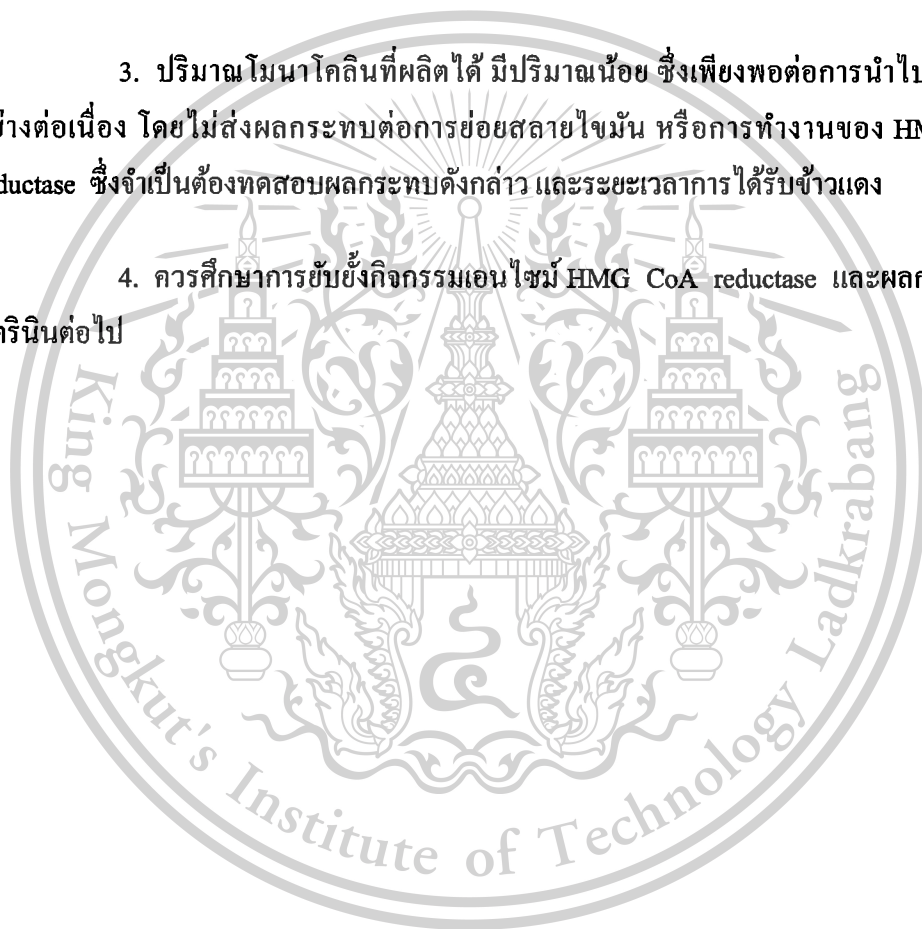 3. ปริมาณโมนาโคลินที่ผลิตได้ มีปริมาณน้อย ซึ่งเพียงพอต่อการนำไป
ย่างต่อเนื่อง โดยไม่ส่งผลกระทบต่อการย่อยสลายไขมัน หรือการทำงานของ HM
ductase ซึ่งจำเป็นต้องทดสอบผลกระทบดังกล่าว และระยะเวลาการได้รับข้าวแดง
4. ควรศึกษาการยับยั้งกิจกรรมเอนไซม์ HMG CoA reductase และผลก
ตรินินต่อไป
King Mongkut's Institute of Technology Ladkrabang